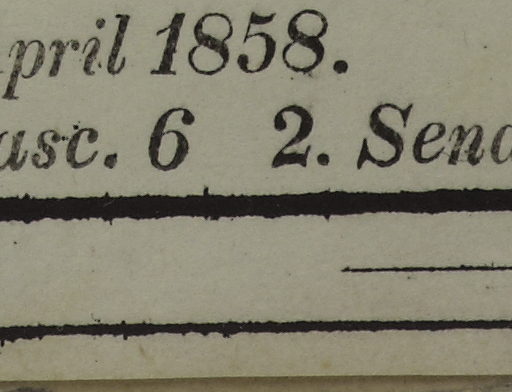 pril 1858.
asc. 6 2. Send